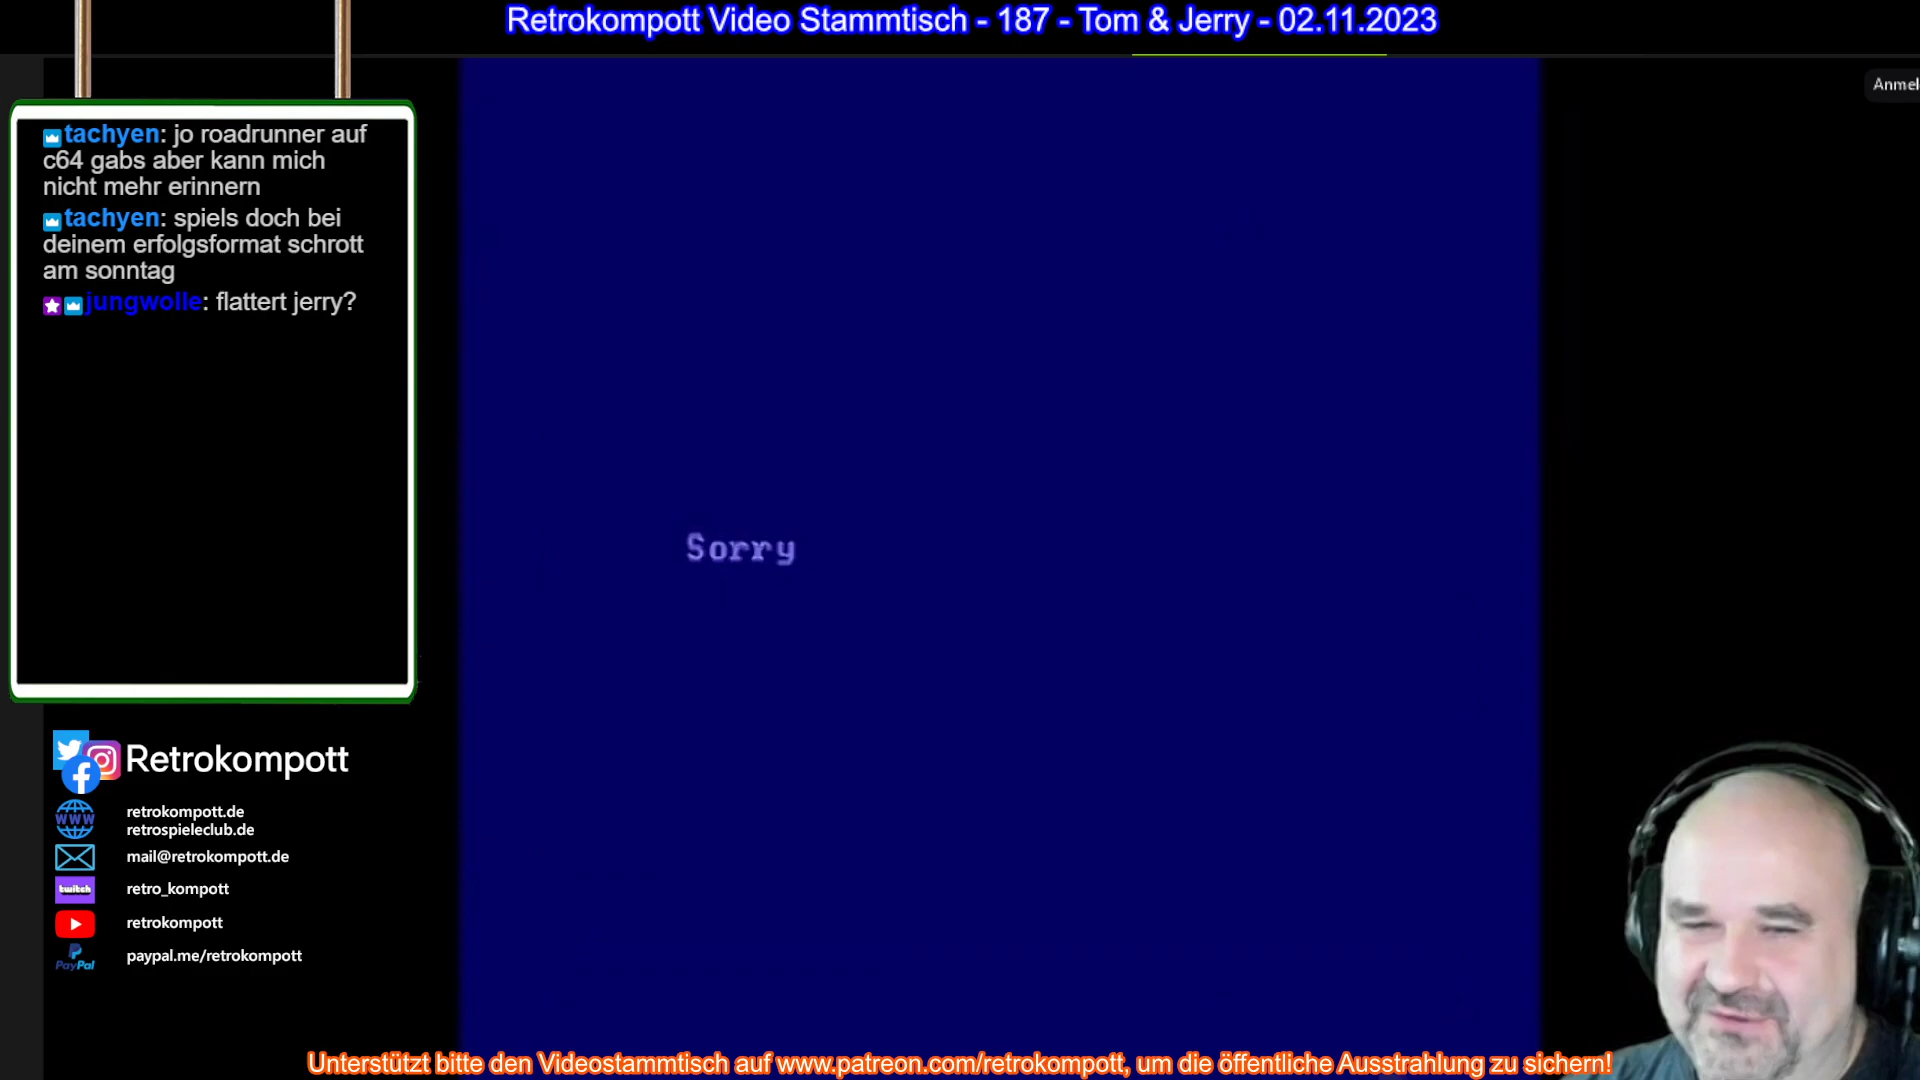 Retrokompott Video Stammtisch - 187 - Tom & Jerry - 02.11.2023
Anmel
tachyen: jo roadrunner auf
c64 gabs aber kann mich
nicht mehr erinnern
tachyen: spiels doch bei
deinem erfolgsformat schrott
am sonntag
jungwolle: flattert jerry?
Sorry
Retrokompott
WWW
retrokompott.de
retrospieleclub.de
mail@retrokompott.de
twitch
retro_kompott
retrokompott
PayPal
paypal.me/retrokompott
Unterstützt bitte den Videostammtisch auf www.patreon.com/retrokompott, um die öffentliche Ausstrahlung zu sichern!